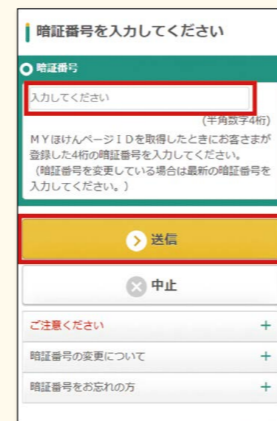 暗証番号を入力してください
暗証番号
入力してください
(半角数字4桁)
MYほけんページIDを取得したときにお客さまが
登録した4桁の暗証番号を入力してください。
(暗証番号を変更している場合は最新の暗証番号を
入力してください。)
送信
中止
ご注意ください
暗証番号の変更について
暗証番号をお忘れの方